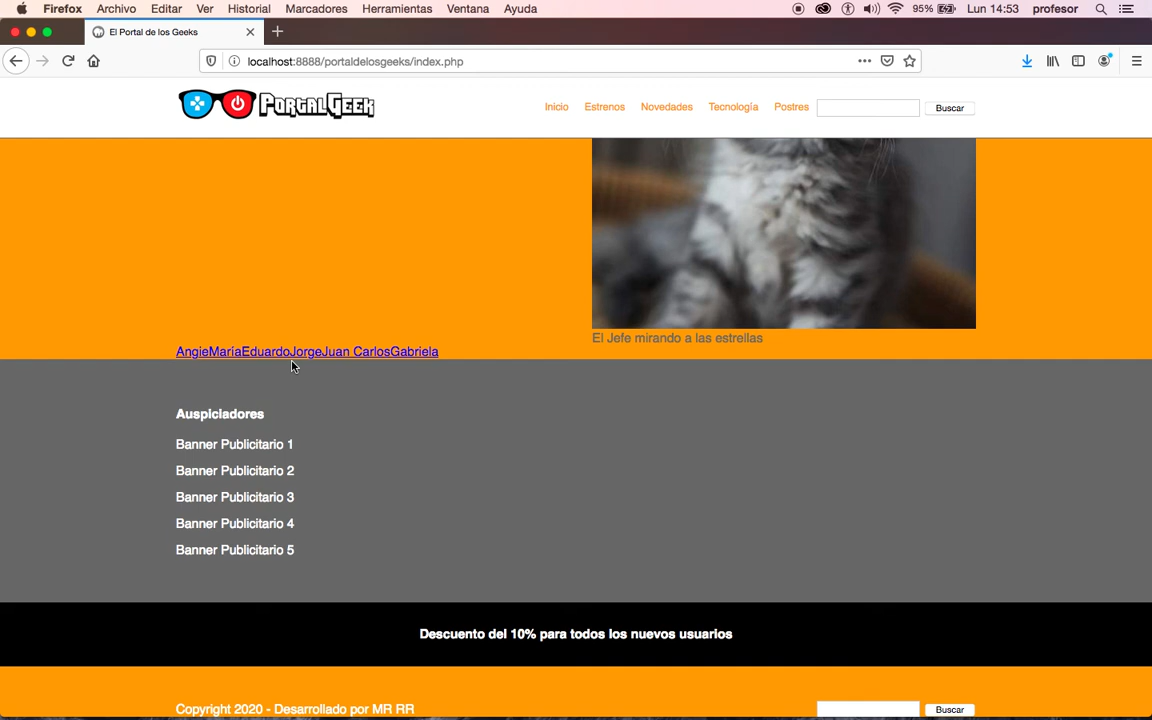 Firefox Archivo Editar Ver Historial Marcadores Herramientas Ventana Ayuda 95% Lun 14:53 profesor
El Portal de los Geeks
localhost:8888/portaldelosgeeks/index.php
PORTALGEEK Inicio Estrenos Novedades Tecnología Postres Buscar
El Jefe mirando a las estrellas
AngieMaríaEduardoJorgeJuan CarlosGabriela
Auspiciadores
Banner Publicitario 1
Banner Publicitario 2
Banner Publicitario 3
Banner Publicitario 4
Banner Publicitario 5
Descuento del 10% para todos los nuevos usuarios
Copyright 2020 - Desarrollado por MR RR Buscar